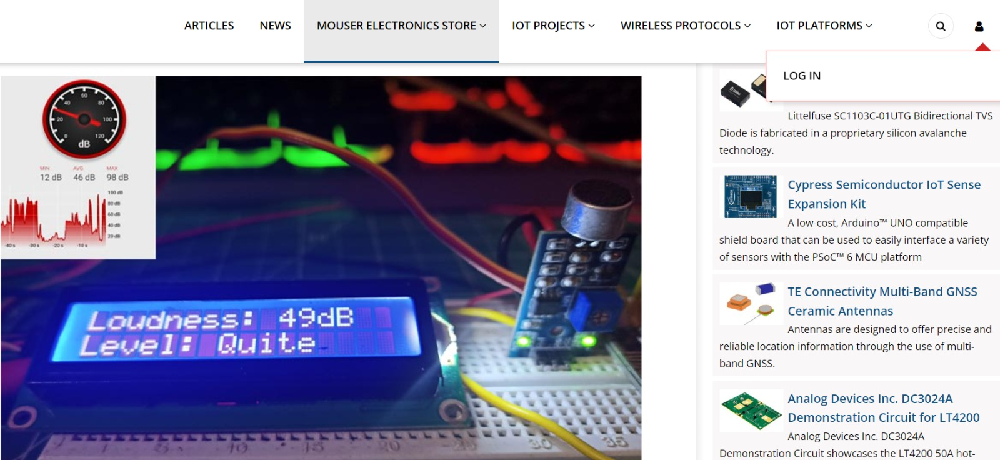 ARTICLES NEWS MOUSER ELECTRONICS STORE IOT PROJECTS WIRELESS PROTOCOLS IOT PLATFORMS
LOG IN
60
40 80
20 100
0 120
dB
MIN AVG MAX
12 dB 46 dB 98 dB
100 dB
80 dB
60 dB
40 dB
20 dB
-40 s -30 s -20 s -10 s
Loudness: 49dB
Level: Quite
10 15 20 25 30 35
Littelfuse SC1103C-01UTG Bidirectional TVS
Diode is fabricated in a proprietary silicon avalanche
technology.
Cypress Semiconductor IoT Sense
Expansion Kit
A low-cost, Arduino™ UNO compatible
shield board that can be used to easily interface a variety
of sensors with the PSoC™ 6 MCU platform
TE Connectivity Multi-Band GNSS
Ceramic Antennas
Antennas are designed to offer precise and
reliable location information through the use of multi-
band GNSS.
Analog Devices Inc. DC3024A
Demonstration Circuit for LT4200
Analog Devices Inc. DC3024A
Demonstration Circuit showcases the LT4200 50A hot-